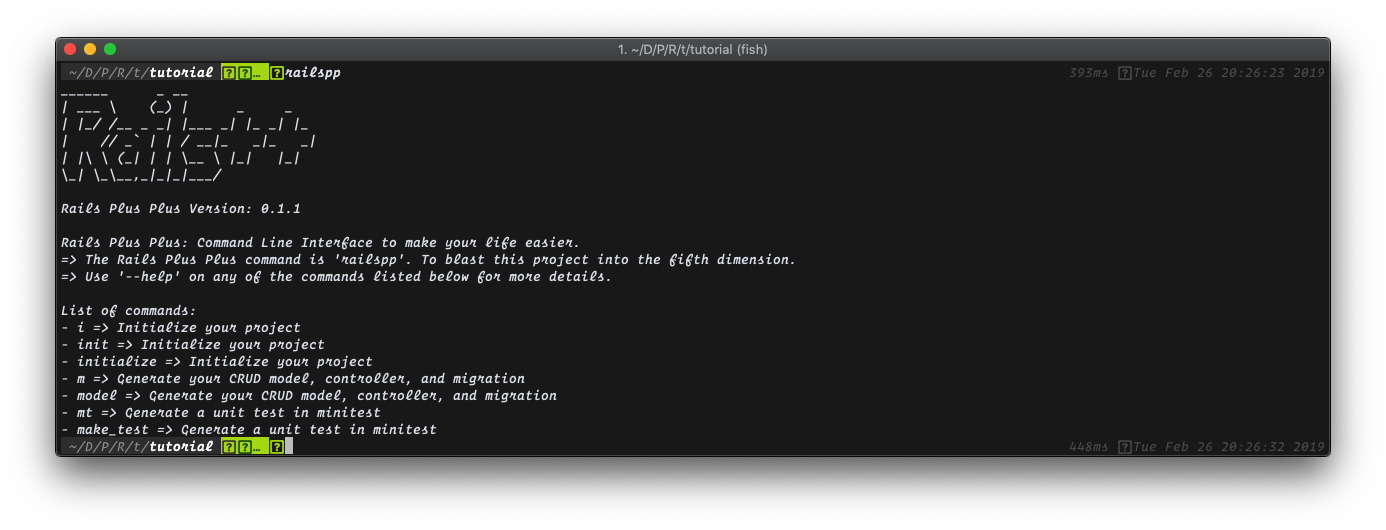 1. ~/D/P/R/t/tutorial (fish)
~/D/P/R/t/tutorial … railspp 393ms Tue Feb 26 20:26:23 2019
Rails++
Rails Plus Plus Version: 0.1.1
Rails Plus Plus: Command Line Interface to make your life easier.
=> The Rails Plus Plus command is 'railspp'. To blast this project into the fifth dimension.
=> Use '--help' on any of the commands listed below for more details.
List of commands:
- i => Initialize your project
- init => Initialize your project
- initialize => Initialize your project
- m => Generate your CRUD model, controller, and migration
- model => Generate your CRUD model, controller, and migration
- mt => Generate a unit test in minitest
- make_test => Generate a unit test in minitest
~/D/P/R/t/tutorial … 448ms Tue Feb 26 20:26:32 2019